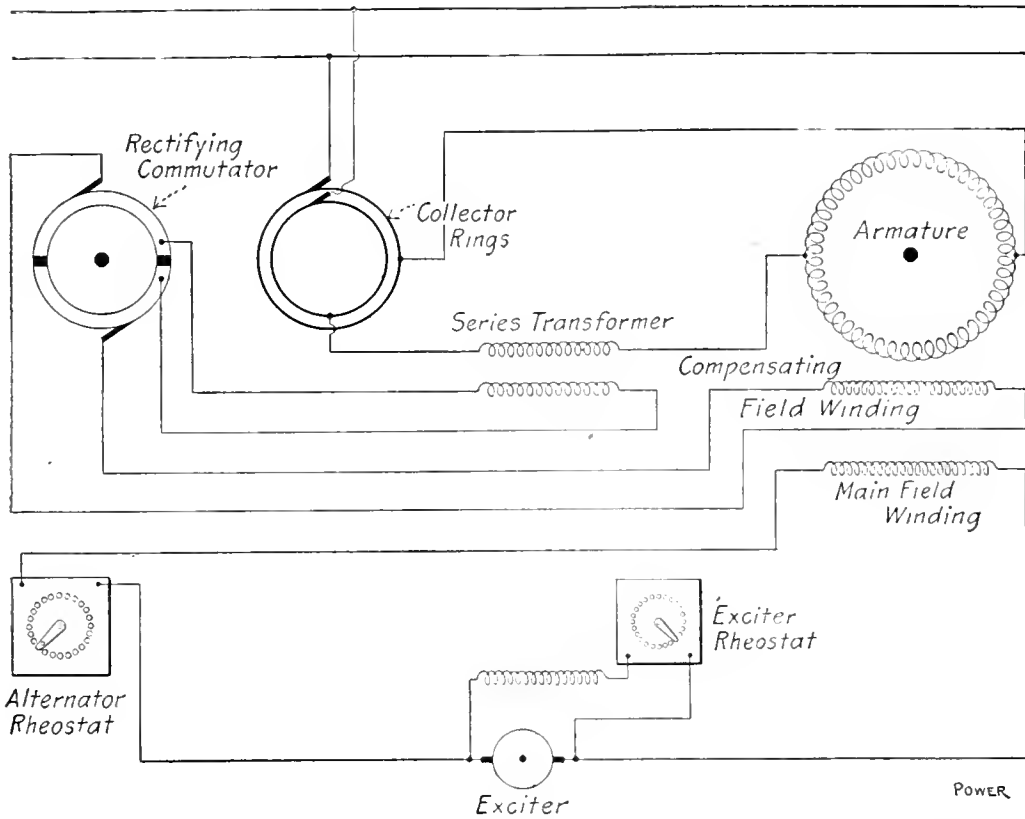 Rectifying
Commutator
Collector
Rings
Armature
Series Transformer
Compensating
Field Winding
Main Field
Winding
Exciter
Rheostat
Alternator
Rheostat
Exciter
POWER